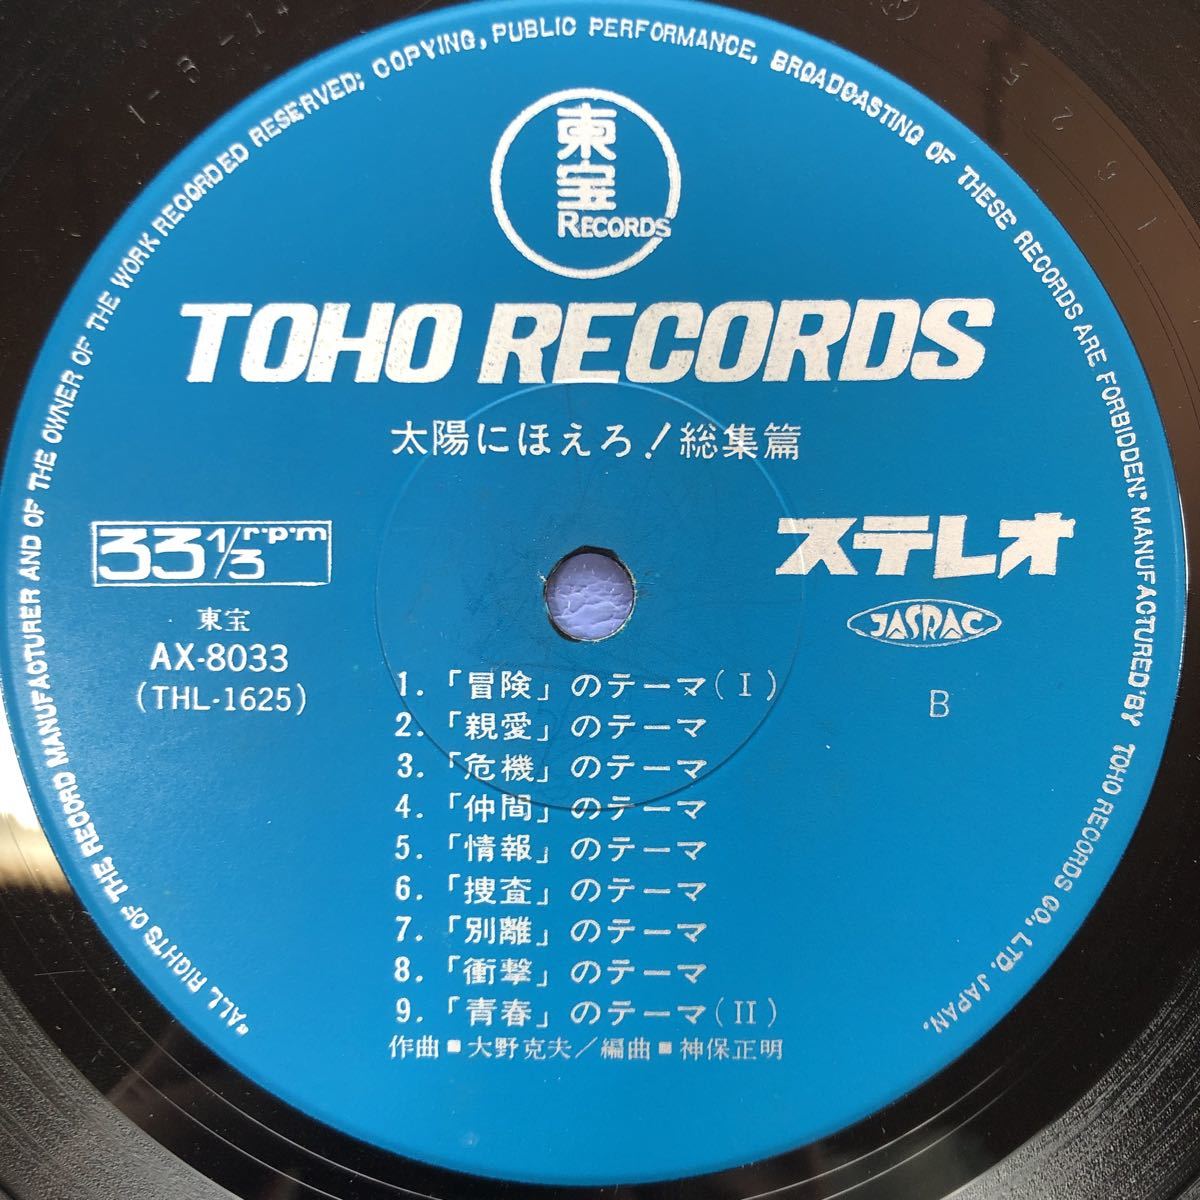 "ALL RIGHTS OF THE RECORD MANUFACTURER AND OF THE OWNER OF THE WORK RECORDED RESERVED; COPYING, PUBLIC PERFORMANCE, BROADCASTING OF THESE RECORDS ARE FORBIDDEN." MANUFACTURED BY TOHO RECORDS CO., LTD. JAPAN.
東宝
RECORDS
TOHO RECORDS
太陽にほえろ!総集篇
33 1/3 r·p·m
ステレオ
東宝
AX-8033
(THL-1625)
JASRAC
B
1.「冒険」のテーマ(I)
2.「親愛」のテーマ
3.「危機」のテーマ
4.「仲間」のテーマ
5.「情報」のテーマ
6.「捜査」のテーマ
7.「別離」のテーマ
8.「衝撃」のテーマ
9.「青春」のテーマ(II)
作曲■大野克夫/編曲■神保正明